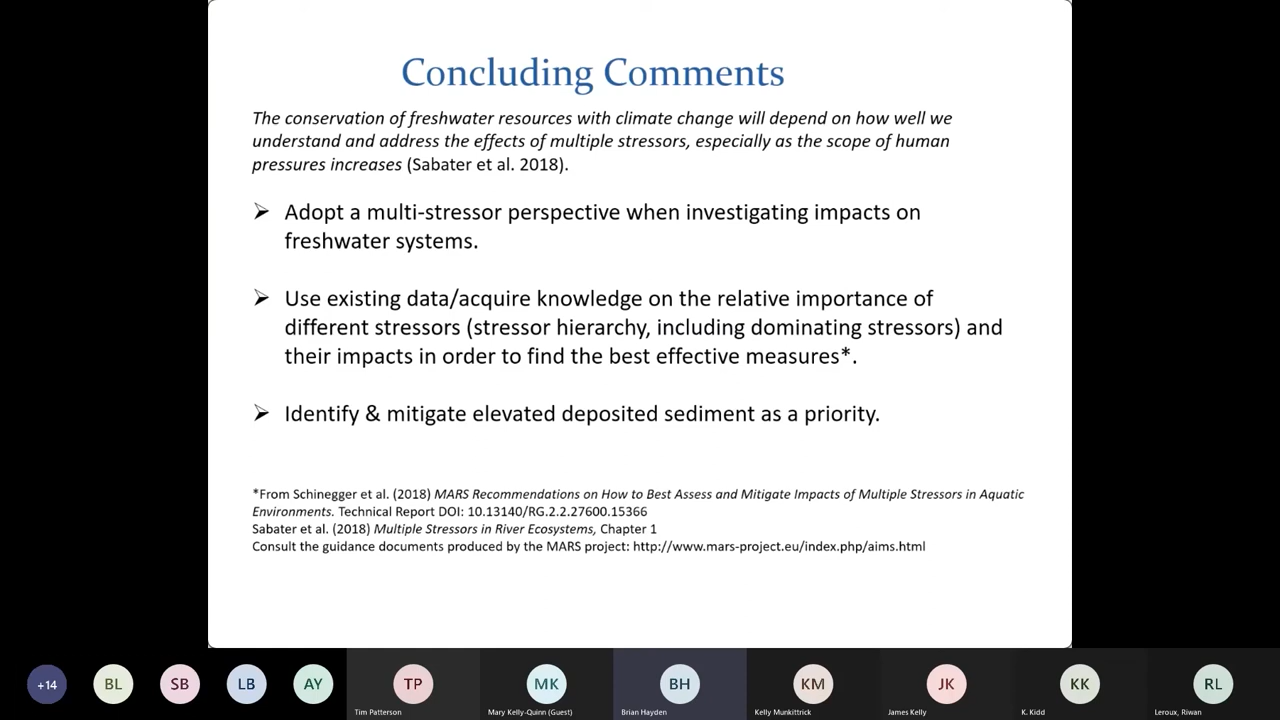 Concluding Comments
The conservation of freshwater resources with climate change will depend on how well we
understand and address the effects of multiple stressors, especially as the scope of human
pressures increases (Sabater et al. 2018).
➢ Adopt a multi-stressor perspective when investigating impacts on
freshwater systems.
➢ Use existing data/acquire knowledge on the relative importance of
different stressors (stressor hierarchy, including dominating stressors) and
their impacts in order to find the best effective measures*.
➢ Identify & mitigate elevated deposited sediment as a priority.
*From Schinegger et al. (2018) MARS Recommendations on How to Best Assess and Mitigate Impacts of Multiple Stressors in Aquatic
Environments. Technical Report DOI: 10.13140/RG.2.2.27600.15366
Sabater et al. (2018) Multiple Stressors in River Ecosystems, Chapter 1
Consult the guidance documents produced by the MARS project: http://www.mars-project.eu/index.php/aims.html
+14 BL SB LB AY TP MK BH KM JK KK RL
Tim Patterson Mary Kelly-Quinn (Guest) Brian Hayden Kelly Munkittrick James Kelly K. Kidd Leroux, Riwan